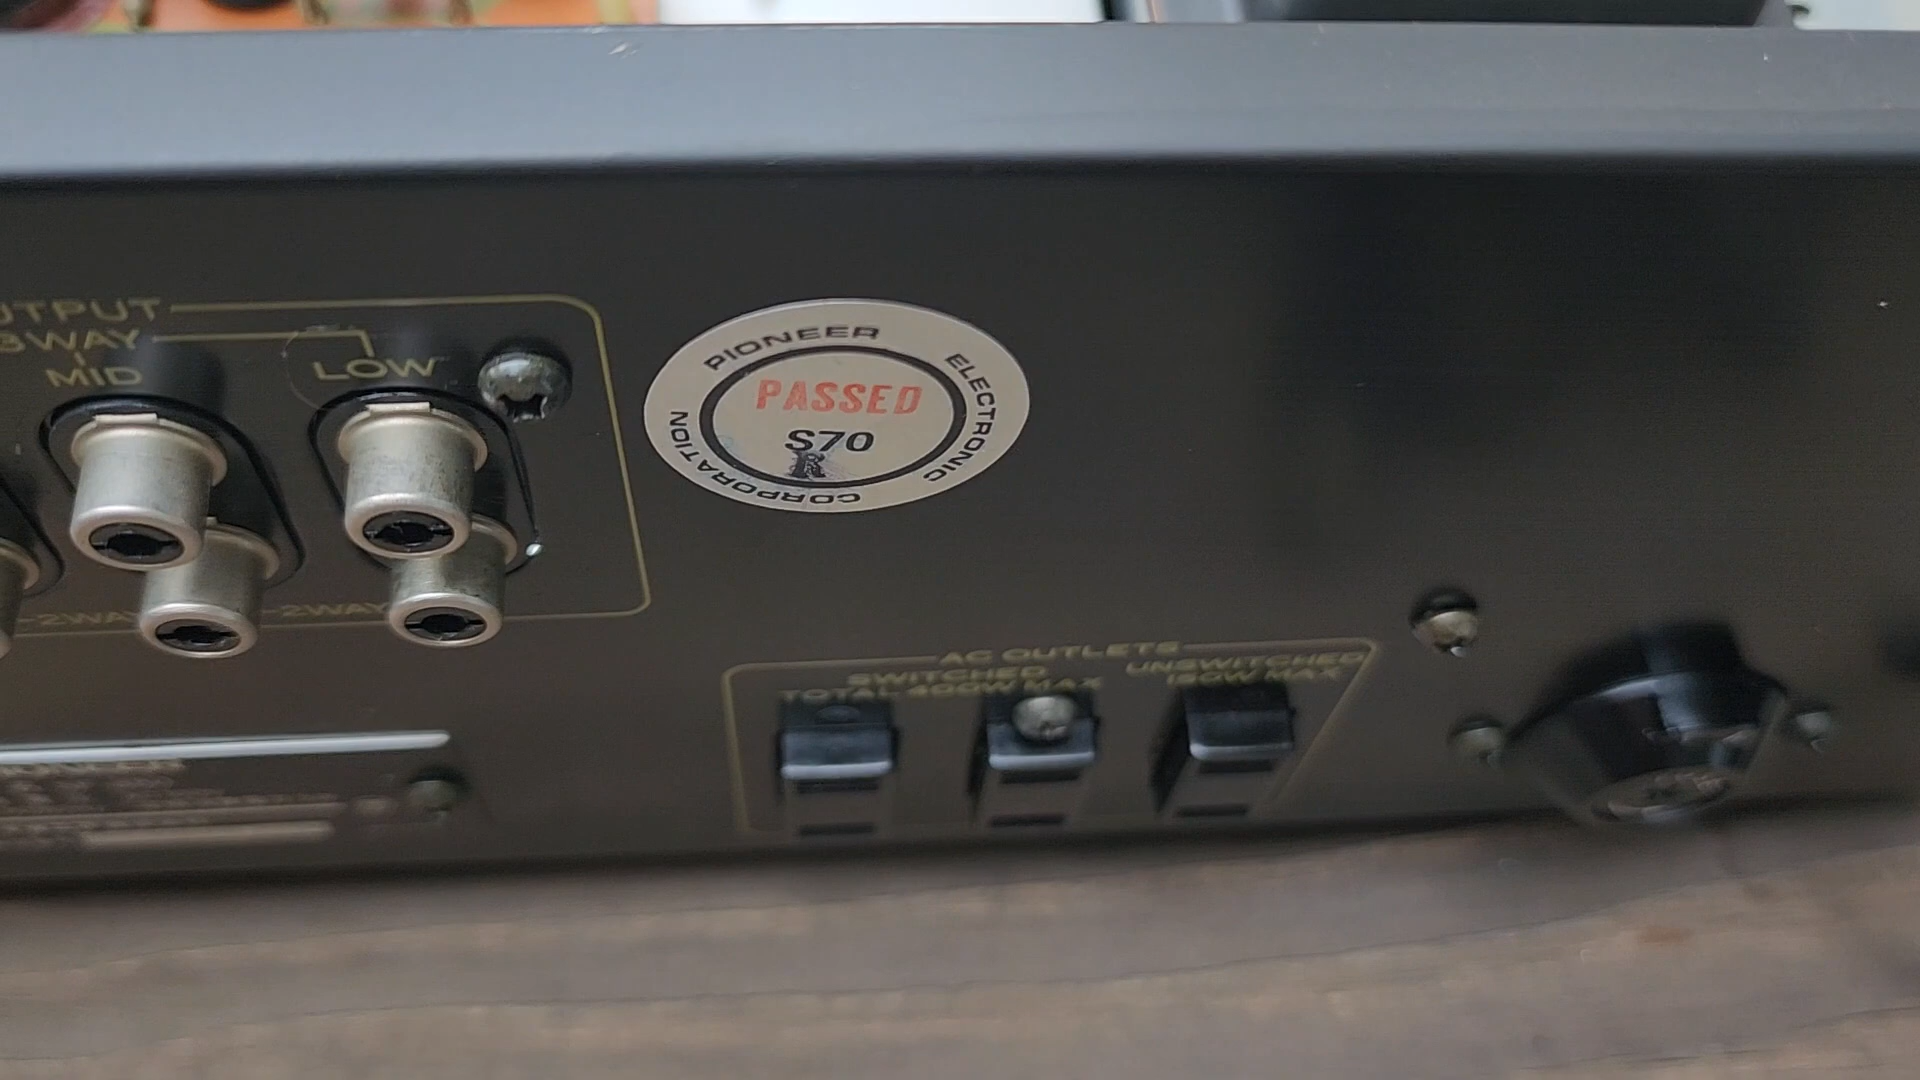 UTPUT
3WAY
MID
LOW
2WAY
2WAY
PIONEER ELECTRONIC CORPORATION
PASSED
S70
R
AC OUTLETS
SWITCHED
TOTAL 400W MAX
UNSWITCHED
150W MAX